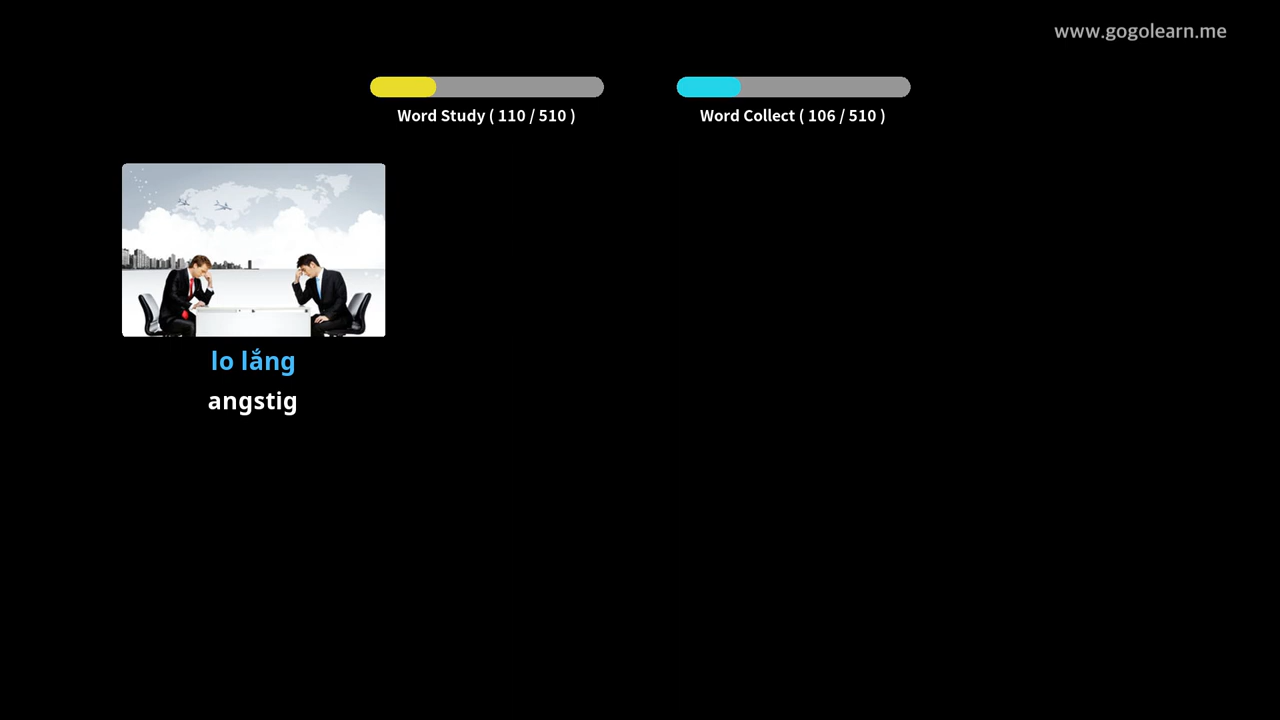 www.gogolearn.me
Word Study ( 110 / 510 )
Word Collect ( 106 / 510 )
lo lắng
angstig